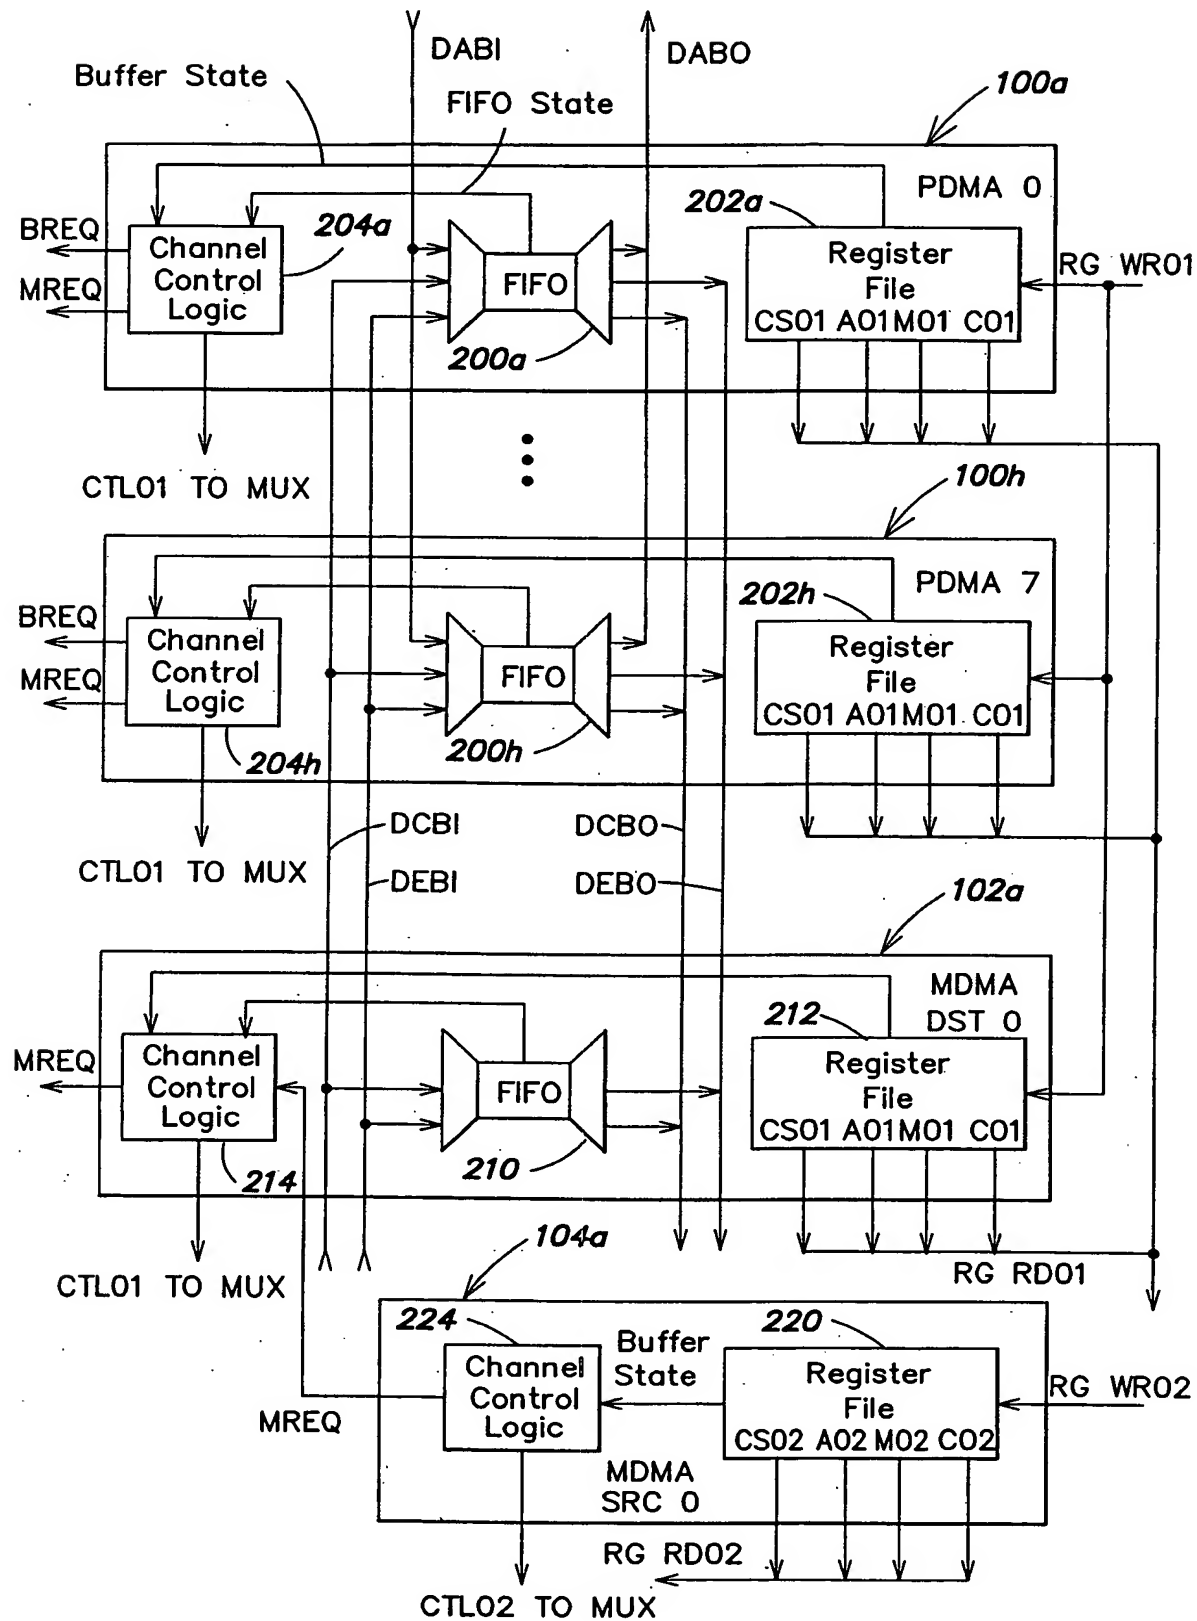 DABI
DABO
Buffer State
FIFO State
100a
PDMA 0
202a
204a
BREQ
MREQ
Channel
Control
Logic
FIFO
200a
Register
File
CS01 A01 M01 C01
RG WR01
CTL01 TO MUX
100h
PDMA 7
202h
BREQ
MREQ
Channel
Control
Logic
204h
FIFO
200h
Register
File
CS01 A01 M01 C01
CTL01 TO MUX
DCBI
DCBO
DEBI
DEBO
102a
MDMA
DST 0
212
MREQ
Channel
Control
Logic
214
FIFO
210
Register
File
CS01 A01 M01 C01
CTL01 TO MUX
RG RD01
104a
224
220
Channel
Control
Logic
Buffer
State
Register
File
CS02 A02 M02 C02
RG WR02
MREQ
MDMA
SRC 0
RG RD02
CTL02 TO MUX